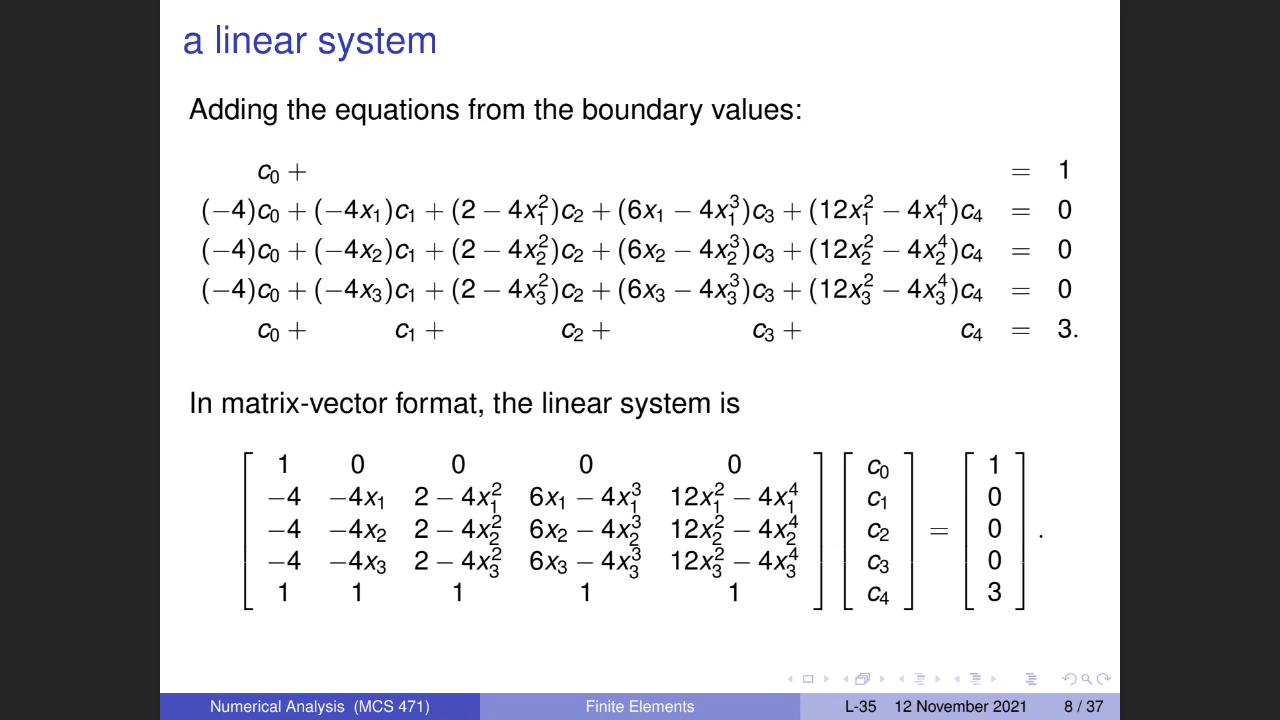 a linear system
Adding the equations from the boundary values:
c₀ + = 1
(−4)c₀ + (−4x₁)c₁ + (2 − 4x₁²)c₂ + (6x₁ − 4x₁³)c₃ + (12x₁² − 4x₁⁴)c₄ = 0
(−4)c₀ + (−4x₂)c₁ + (2 − 4x₂²)c₂ + (6x₂ − 4x₂³)c₃ + (12x₂² − 4x₂⁴)c₄ = 0
(−4)c₀ + (−4x₃)c₁ + (2 − 4x₃²)c₂ + (6x₃ − 4x₃³)c₃ + (12x₃² − 4x₃⁴)c₄ = 0
c₀ + c₁ + c₂ + c₃ + c₄ = 3.
In matrix-vector format, the linear system is
1 0 0 0 0 c₀ 1
−4 −4x₁ 2 − 4x₁² 6x₁ − 4x₁³ 12x₁² − 4x₁⁴ c₁ 0
−4 −4x₂ 2 − 4x₂² 6x₂ − 4x₂³ 12x₂² − 4x₂⁴ c₂ = 0 .
−4 −4x₃ 2 − 4x₃² 6x₃ − 4x₃³ 12x₃² − 4x₃⁴ c₃ 0
1 1 1 1 1 c₄ 3
Numerical Analysis (MCS 471) Finite Elements L-35 12 November 2021 8 / 37